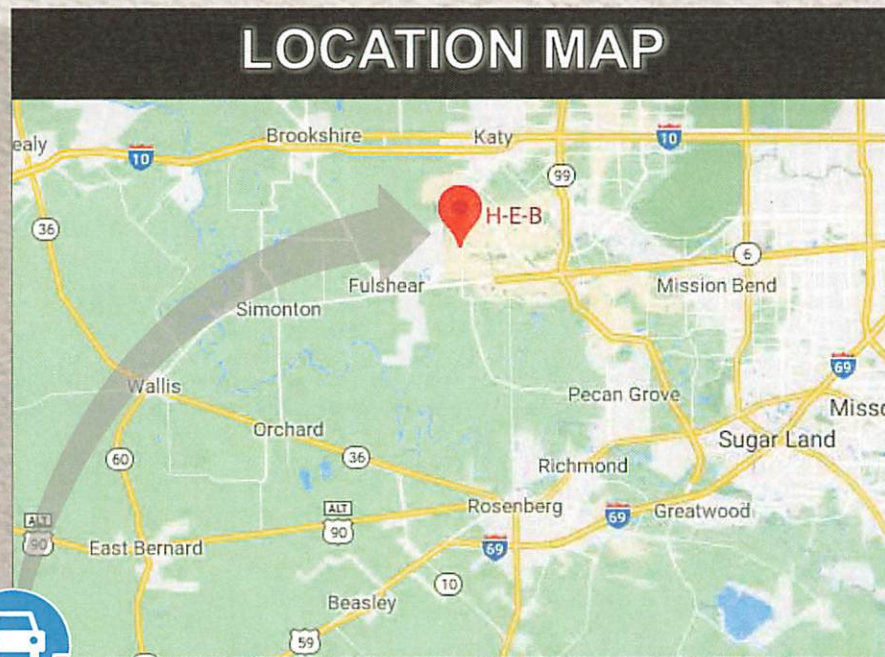 LOCATION MAP
ealy
10
Brookshire
Katy
10
99
36
H-E-B
6
Fulshear
Mission Bend
Simonton
69
Wallis
Pecan Grove
Misso
Orchard
Sugar Land
60
36
Richmond
ALT
90
ALT
90
Rosenberg
69
Greatwood
East Bernard
69
10
Beasley
59